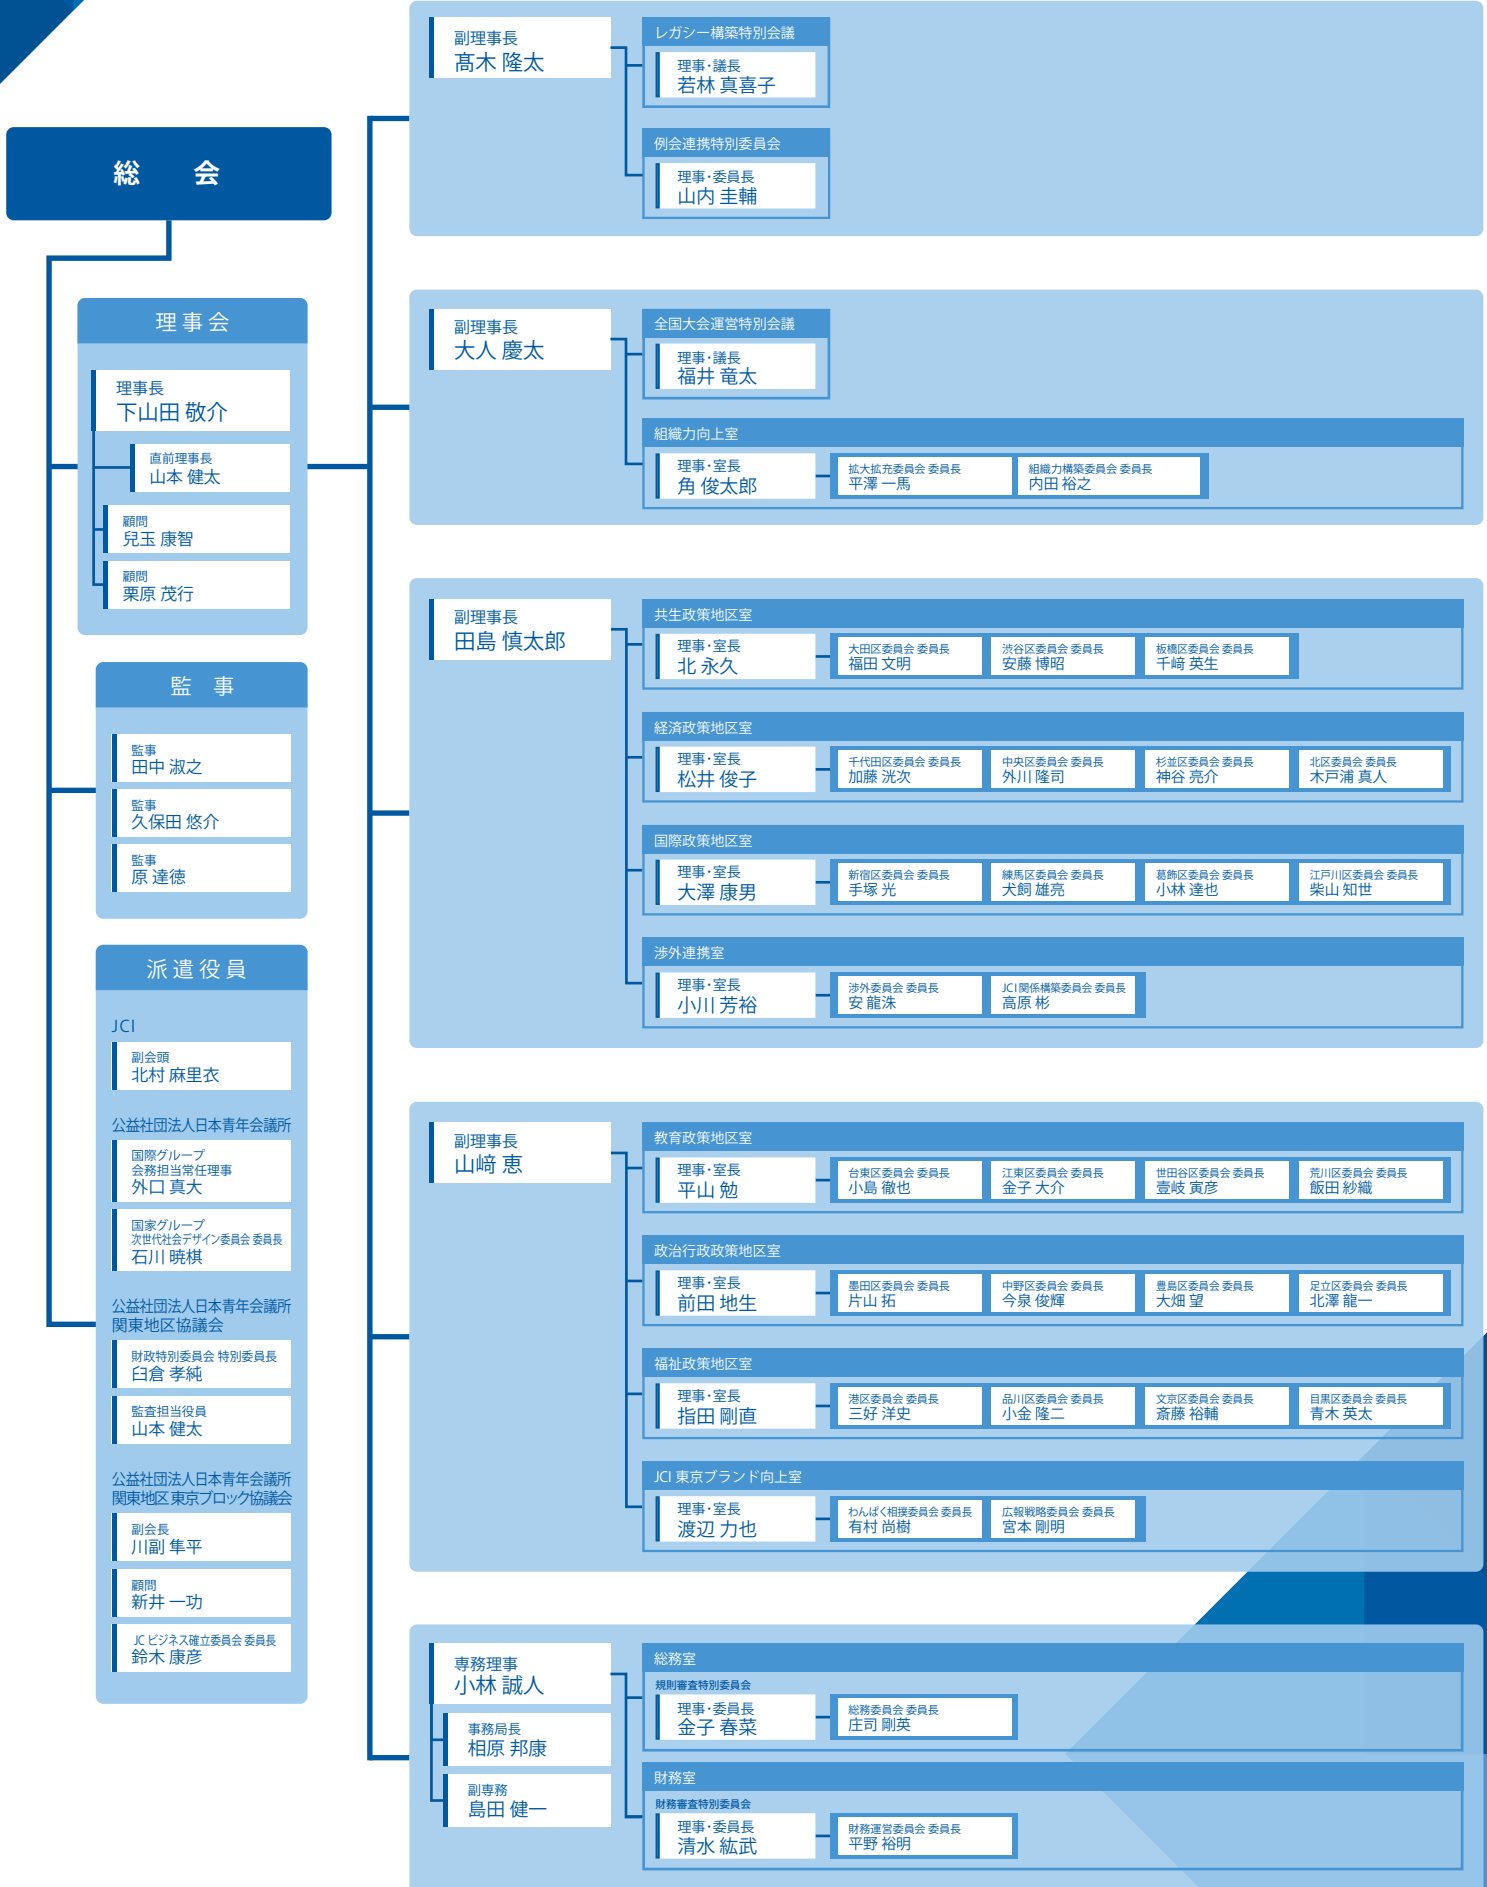 総　会
理事会
理事長
下山田 敬介
直前理事長
山本 健太
顧問
兒玉 康智
顧問
栗原 茂行
監　事
監事
田中 淑之
監事
久保田 悠介
監事
原 達徳
派遣役員
JCI
副会頭
北村 麻里衣
公益社団法人日本青年会議所
国際グループ
会務担当常任理事
外口 真大
国家グループ
次世代社会デザイン委員会 委員長
石川 暁棋
公益社団法人日本青年会議所
関東地区協議会
財政特別委員会 特別委員長
臼倉 孝純
監査担当役員
山本 健太
公益社団法人日本青年会議所
関東地区 東京ブロック協議会
副会長
川副 隼平
顧問
新井 一功
JC ビジネス確立委員会 委員長
鈴木 康彦
副理事長
髙木 隆太
レガシー構築特別会議
理事・議長
若林 真喜子
例会連携特別委員会
理事・委員長
山内 圭輔
副理事長
大人 慶太
全国大会運営特別会議
理事・議長
福井 竜太
組織力向上室
理事・室長
角 俊太郎
拡大拡充委員会 委員長
平澤 一馬
組織力構築委員会 委員長
内田 裕之
副理事長
田島 慎太郎
共生政策地区室
理事・室長
北 永久
大田区委員会 委員長
福田 文明
渋谷区委員会 委員長
安藤 博昭
板橋区委員会 委員長
千﨑 英生
経済政策地区室
理事・室長
松井 俊子
千代田区委員会 委員長
加藤 洸次
中央区委員会 委員長
外川 隆司
杉並区委員会 委員長
神谷 亮介
北区委員会 委員長
木戸浦 真人
国際政策地区室
理事・室長
大澤 康男
新宿区委員会 委員長
手塚 光
練馬区委員会 委員長
犬飼 雄亮
葛飾区委員会 委員長
小林 達也
江戸川区委員会 委員長
柴山 知世
渉外連携室
理事・室長
小川 芳裕
渉外委員会 委員長
安 龍洙
JCI関係構築委員会 委員長
高原 彬
副理事長
山﨑 恵
教育政策地区室
理事・室長
平山 勉
台東区委員会 委員長
小島 徹也
江東区委員会 委員長
金子 大介
世田谷区委員会 委員長
壹岐 寅彦
荒川区委員会 委員長
飯田 紗織
政治行政政策地区室
理事・室長
前田 地生
墨田区委員会 委員長
片山 拓
中野区委員会 委員長
今泉 俊輝
豊島区委員会 委員長
大畑 望
足立区委員会 委員長
北澤 龍一
福祉政策地区室
理事・室長
指田 剛直
港区委員会 委員長
三好 洋史
品川区委員会 委員長
小金 隆二
文京区委員会 委員長
斎藤 裕輔
目黒区委員会 委員長
青木 英太
JCI 東京ブランド向上室
理事・室長
渡辺 力也
わんぱく相撲委員会 委員長
有村 尚樹
広報戦略委員会 委員長
宮本 剛明
専務理事
小林 誠人
事務局長
相原 邦康
副専務
島田 健一
総務室
規則審査特別委員会
理事・委員長
金子 春菜
総務委員会 委員長
庄司 剛英
財務室
財務審査特別委員会
理事・委員長
清水 紘武
財務運営委員会 委員長
平野 裕明